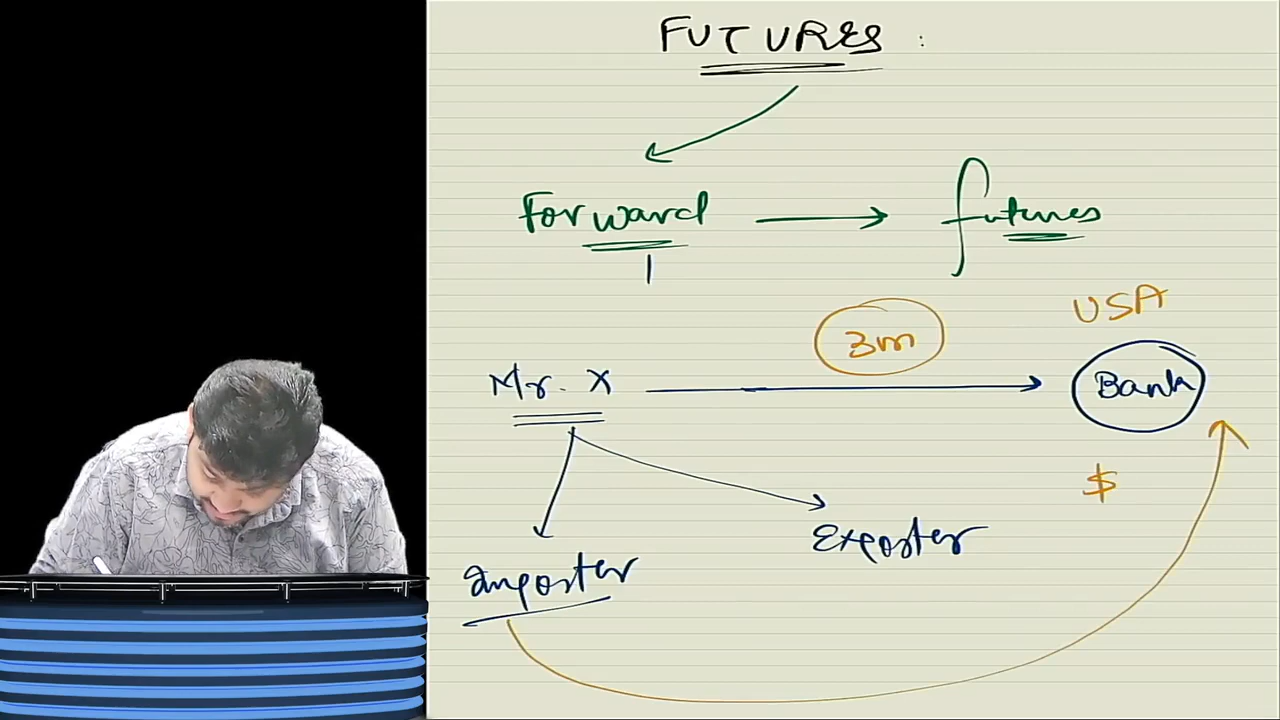 FUTURES :
Forward → futures
USA
3m
Mr. X → Bank
$
Exporter
Importer